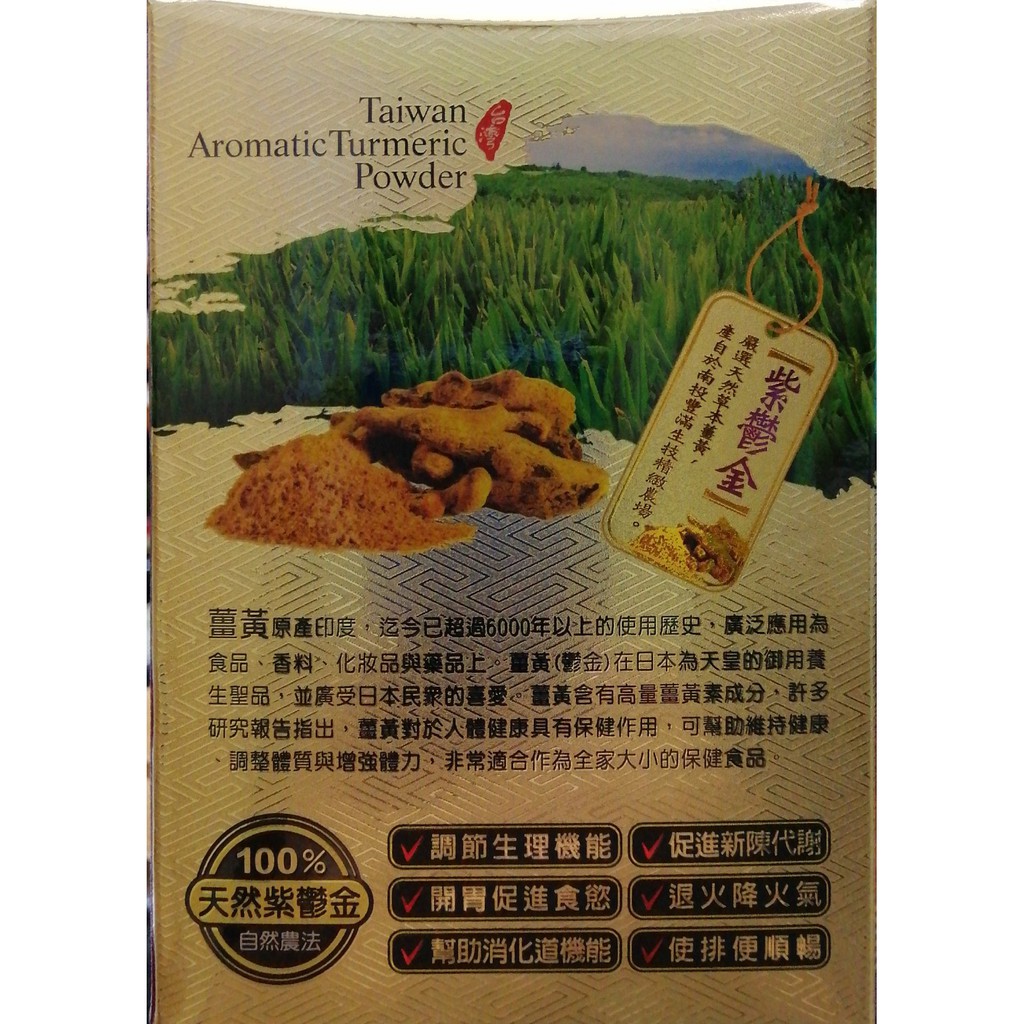 Taiwan
Aromatic Turmeric
Powder
台灣
【紫鬱金】
嚴選天然草本薑黃，
產自於南投豐滿生技精緻農場。
薑黃原產印度，迄今已超過6000年以上的使用歷史，廣泛應用為
食品、香料、化妝品與藥品上。薑黃(鬱金)在日本為天皇的御用養
生聖品，並廣受日本民眾的喜愛。薑黃含有高量薑黃素成分，許多
研究報告指出，薑黃對於人體健康具有保健作用，可幫助維持健康
、調整體質與增強體力，非常適合作為全家大小的保健食品。
100%
天然紫鬱金
自然農法
✓調節生理機能
✓促進新陳代謝
✓開胃促進食慾
✓退火降火氣
✓幫助消化道機能
✓使排便順暢